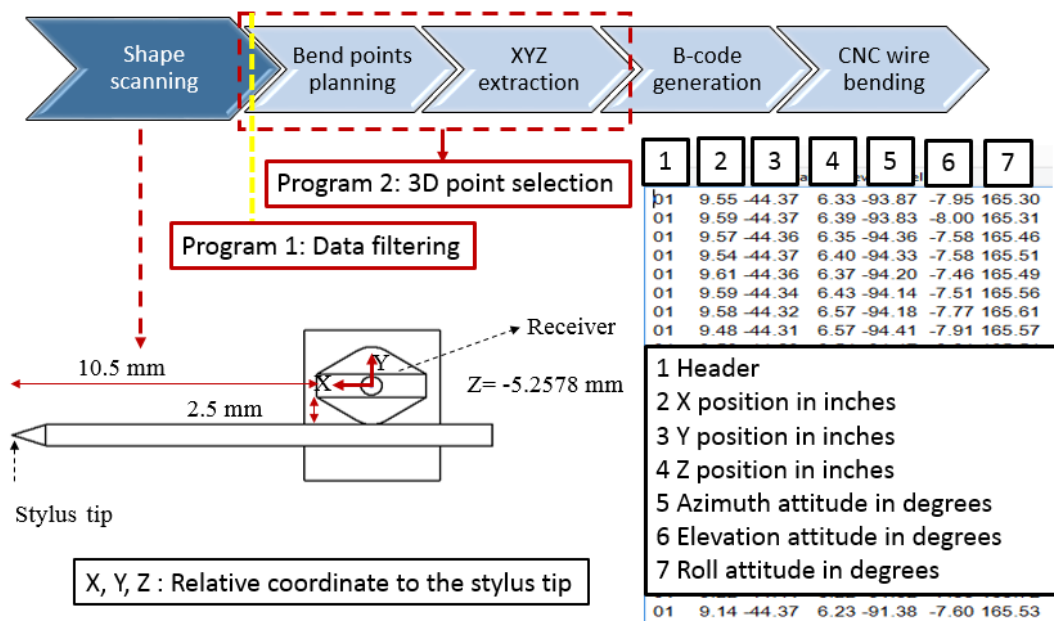 Shape
scanning
Bend points
planning
XYZ
extraction
B-code
generation
CNC wire
bending
Program 2: 3D point selection
Program 1: Data filtering
1 2 3 4 5 6 7
01 9.55 -44.37 6.33 -93.87 -7.95 165.30
01 9.59 -44.37 6.39 -93.83 -8.00 165.31
01 9.57 -44.36 6.35 -94.36 -7.58 165.46
01 9.54 -44.37 6.40 -94.33 -7.58 165.51
01 9.61 -44.36 6.37 -94.20 -7.46 165.49
01 9.59 -44.34 6.43 -94.14 -7.51 165.56
01 9.58 -44.32 6.57 -94.18 -7.77 165.61
01 9.48 -44.31 6.57 -94.41 -7.91 165.57
1 Header
2 X position in inches
3 Y position in inches
4 Z position in inches
5 Azimuth attitude in degrees
6 Elevation attitude in degrees
7 Roll attitude in degrees
01 9.14 -44.37 6.23 -91.38 -7.60 165.53
Receiver
10.5 mm
Y
X
Z= -5.2578 mm
2.5 mm
Stylus tip
X, Y, Z : Relative coordinate to the stylus tip